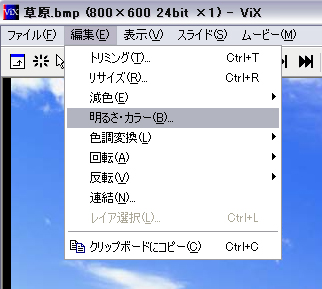 草原.bmp (800×600 24bit ×1) - ViX
ファイル(F) 編集(E) 表示(V) スライド(S) ムービー(M)
トリミング(T)... Ctrl+T
リサイズ(R)... Ctrl+R
減色(E)
明るさ・カラー(B)...
色調変換(L)
回転(A)
反転(V)
連結(N)...
レイア選択(L)... Ctrl+L
クリップボードにコピー(C) Ctrl+C